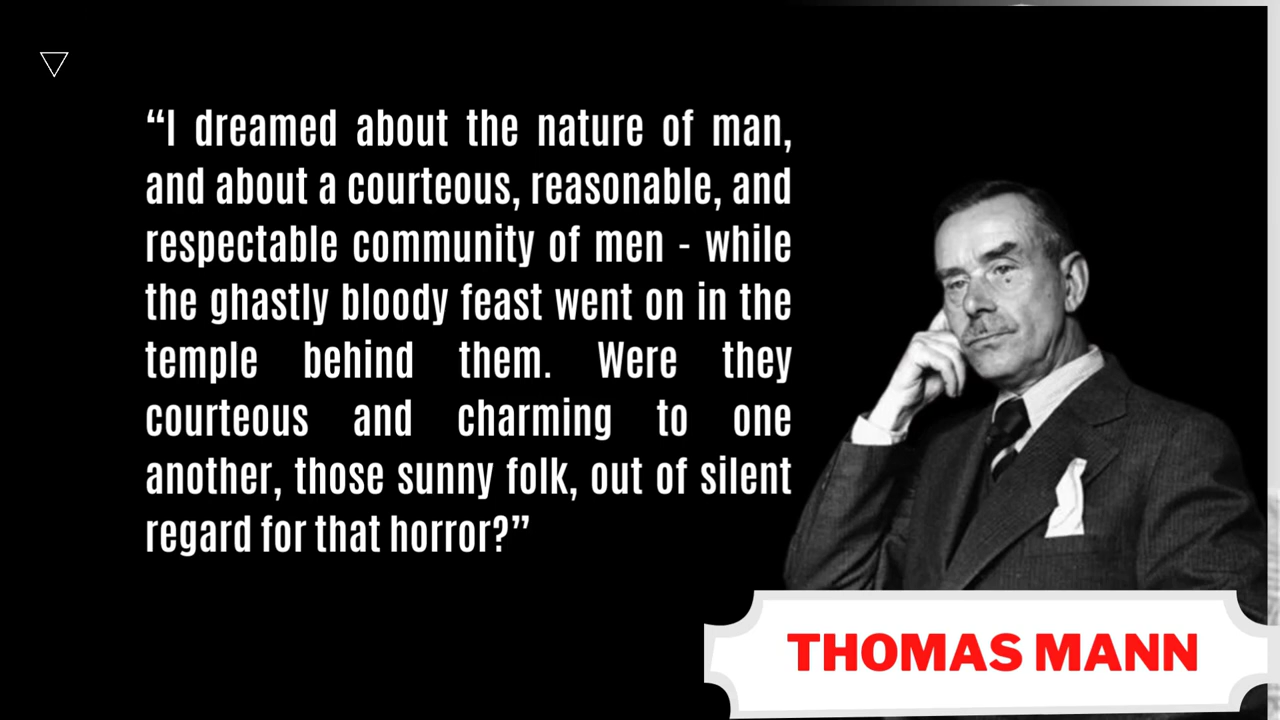 “I dreamed about the nature of man,
and about a courteous, reasonable, and
respectable community of men - while
the ghastly bloody feast went on in the
temple behind them. Were they
courteous and charming to one
another, those sunny folk, out of silent
regard for that horror?”
THOMAS MANN